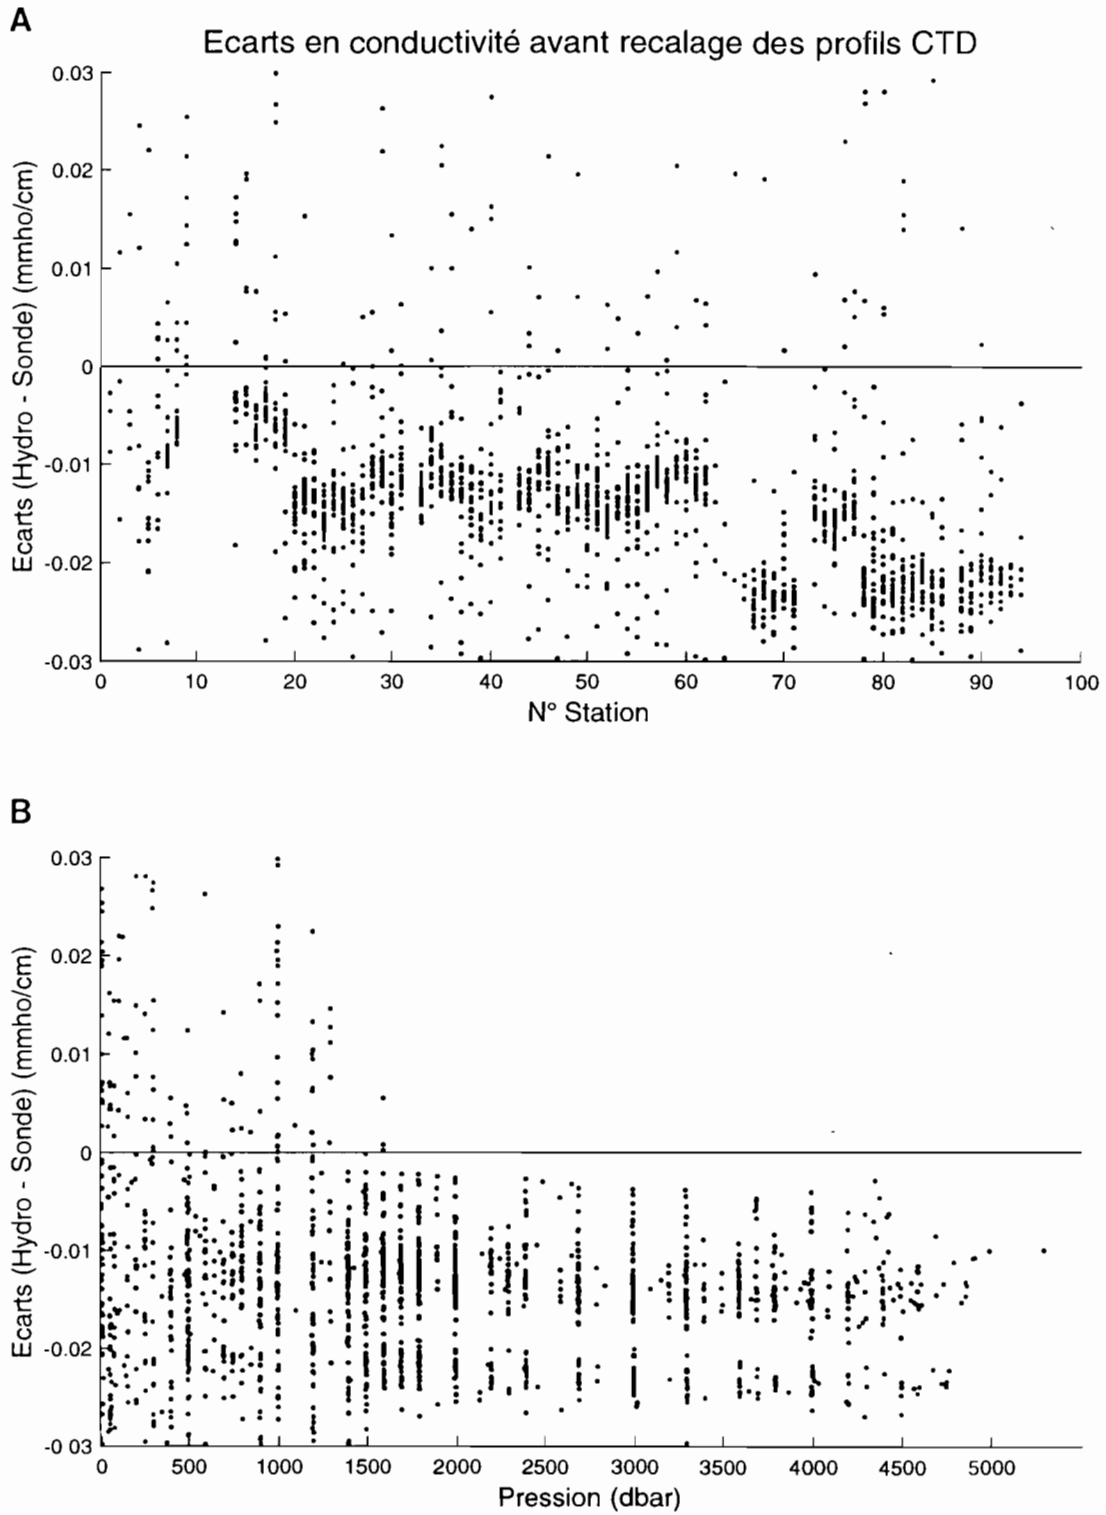 A
Ecarts en conductivité avant recalage des profils CTD
Ecarts (Hydro - Sonde) (mmho/cm)
0.03
0.02
0.01
0
-0.01
-0.02
-0.03
0 10 20 30 40 50 60 70 80 90 100
N° Station
B
Ecarts (Hydro - Sonde) (mmho/cm)
0.03
0.02
0.01
0
-0.01
-0.02
-0 03
0 500 1000 1500 2000 2500 3000 3500 4000 4500 5000
Pression (dbar)